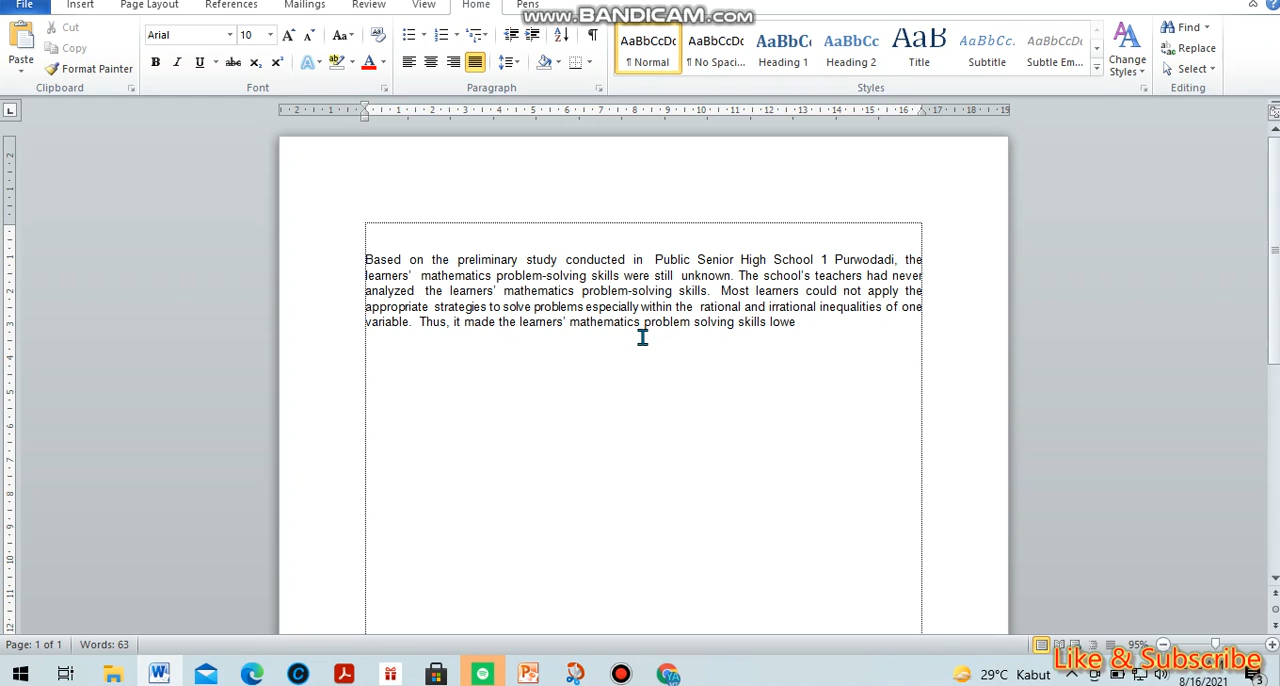 File Insert Page Layout References Mailings Review View Home Pens
www.BANDICAM.com
Paste
Cut
Copy
Format Painter
Clipboard
Arial 10
Font
Paragraph
AaBbCcDc AaBbCcDc AaBbC AaBbCc AaB AaBbCc. AaBbCcDc
¶ Normal ¶ No Spaci... Heading 1 Heading 2 Title Subtitle Subtle Em...
Styles
Change
Styles
Find
Replace
Select
Editing
Based on the preliminary study conducted in Public Senior High School 1 Purwodadi, the
learners' mathematics problem-solving skills were still unknown. The school's teachers had never
analyzed the learners' mathematics problem-solving skills. Most learners could not apply the
appropriate strategies to solve problems especially within the rational and irrational inequalities of one
variable. Thus, it made the learners' mathematics problem solving skills lowe
Page: 1 of 1 Words: 63
95%
Like & Subscribe
29°C Kabut
8/16/2021